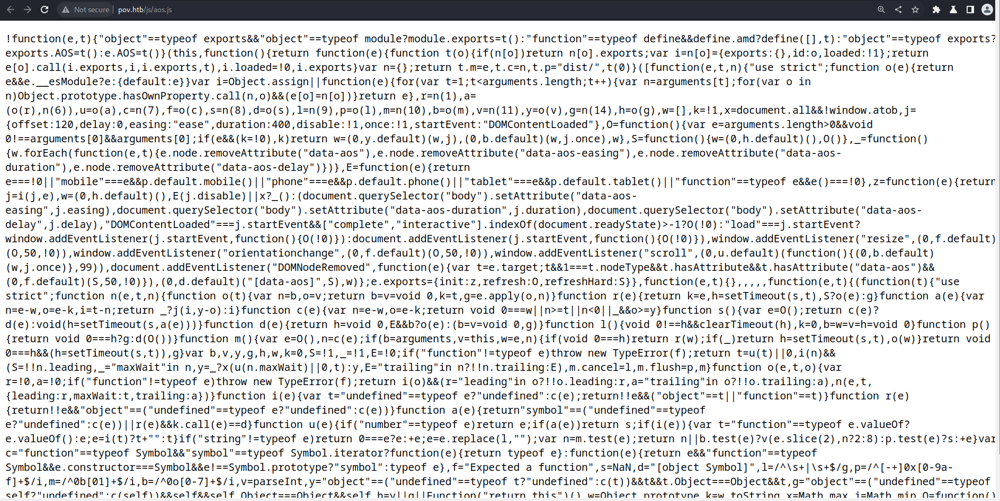 Not secure | pov.htb/js/aos.js
!function(e,t){"object"==typeof exports&&"object"==typeof module?module.exports=t():"function"==typeof define&&define.amd?define([],t):"object"==typeof exports?
exports.AOS=t():e.AOS=t()}(this,function(){return function(e){function t(o){if(n[o])return n[o].exports;var i=n[o]={exports:{},id:o,loaded:!1};return
e[o].call(i.exports,i,i.exports,t),i.loaded=!0,i.exports}var n={};return t.m=e,t.c=n,t.p="dist/",t(0)}([function(e,t,n){"use strict";function o(e){return
e&&e.__esModule?e:{default:e}}var i=Object.assign||function(e){for(var t=1;t<arguments.length;t++){var n=arguments[t];for(var o in
n)Object.prototype.hasOwnProperty.call(n,o)&&(e[o]=n[o])}return e},r=n(1),a=
(o(r),n(6)),u=o(a),c=n(7),f=o(c),s=n(8),d=o(s),l=n(9),p=o(l),m=n(10),b=o(m),v=n(11),y=o(v),g=n(14),h=o(g),w=[],k=!1,x=document.all&&!window.atob,j=
{offset:120,delay:0,easing:"ease",duration:400,disable:!1,once:!1,startEvent:"DOMContentLoaded"},O=function(){var e=arguments.length>0&&void
0!==arguments[0]&&arguments[0];if(e&&(k=!0),k)return w=(0,y.default)(w,j),(0,b.default)(w,j.once),w},S=function(){w=(0,h.default)(),O()},_=function()
{w.forEach(function(e,t){e.node.removeAttribute("data-aos"),e.node.removeAttribute("data-aos-easing"),e.node.removeAttribute("data-aos-
duration"),e.node.removeAttribute("data-aos-delay")})},E=function(e){return
e===!0||"mobile"===e&&p.default.mobile()||"phone"===e&&p.default.phone()||"tablet"===e&&p.default.tablet()||"function"==typeof e&&e()===!0},z=function(e){return
j=i(j,e),w=(0,h.default)(),E(j.disable)||x?_():(document.querySelector("body").setAttribute("data-aos-
easing",j.easing),document.querySelector("body").setAttribute("data-aos-duration",j.duration),document.querySelector("body").setAttribute("data-aos-
delay",j.delay),"DOMContentLoaded"===j.startEvent&&["complete","interactive"].indexOf(document.readyState)>-1?O(!0):"load"===j.startEvent?
window.addEventListener(j.startEvent,function(){O(!0)}):document.addEventListener(j.startEvent,function(){O(!0)}),window.addEventListener("resize",(0,f.default)
(O,50,!0)),window.addEventListener("orientationchange",(0,f.default)(O,50,!0)),window.addEventListener("scroll",(0,u.default)(function(){(0,b.default)
(w,j.once)},99)),document.addEventListener("DOMNodeRemoved",function(e){var t=e.target;t&&1===t.nodeType&&t.hasAttribute&&t.hasAttribute("data-aos")&&
(0,f.default)(S,50,!0)}),(0,d.default)("[data-aos]",S),w)};e.exports={init:z,refresh:O,refreshHard:S}},function(e,t){},,,,,function(e,t){(function(t){"use
strict";function n(e,t,n){function o(t){var n=b,o=v;return b=v=void 0,k=t,g=e.apply(o,n)}function r(e){return k=e,h=setTimeout(s,t),S?o(e):g}function a(e){var
n=e-w,o=e-k,i=t-n;return _?j(i,y-o):i}function c(e){var n=e-w,o=e-k;return void 0===w||n>=t||n<0||_&&o>=y}function s(){var e=O();return c(e)?
d(e):void(h=setTimeout(s,a(e)))}function d(e){return h=void 0,E&&b?o(e):(b=v=void 0,g)}function l(){void 0!==h&&clearTimeout(h),k=0,b=w=v=h=void 0}function p()
{return void 0===h?g:d(O())}function m(){var e=O(),n=c(e);if(b=arguments,v=this,w=e,n){if(void 0===h)return r(w);if(_)return h=setTimeout(s,t),o(w)}return void
0===h&&(h=setTimeout(s,t)),g}var b,v,y,g,h,w,k=0,S=!1,_=!1,E=!0;if("function"!=typeof e)throw new TypeError(f);return t=u(t)||0,i(n)&&
(S=!!n.leading,_="maxWait"in n,y=_?x(u(n.maxWait)||0,t):y,E="trailing"in n?!!n.trailing:E),m.cancel=l,m.flush=p,m}function o(e,t,o){var
r=!0,a=!0;if("function"!=typeof e)throw new TypeError(f);return i(o)&&(r="leading"in o?!!o.leading:r,a="trailing"in o?!!o.trailing:a),n(e,t,
{leading:r,maxWait:t,trailing:a})}function i(e){var t="undefined"==typeof e?"undefined":c(e);return!!e&&("object"==t||"function"==t)}function r(e)
{return!!e&&"object"==("undefined"==typeof e?"undefined":c(e))}function a(e){return"symbol"==("undefined"==typeof
e?"undefined":c(e))||r(e)&&k.call(e)==d}function u(e){if("number"==typeof e)return e;if(a(e))return s;if(i(e)){var t="function"==typeof e.valueOf?
e.valueOf():e;e=i(t)?t+"":t}if("string"!=typeof e)return 0===e?e:+e;e=e.replace(l,"");var n=m.test(e);return n||b.test(e)?v(e.slice(2),n?2:8):p.test(e)?s:+e}var
c="function"==typeof Symbol&&"symbol"==typeof Symbol.iterator?function(e){return typeof e}:function(e){return e&&"function"==typeof
Symbol&&e.constructor===Symbol&&e!==Symbol.prototype?"symbol":typeof e},f="Expected a function",s=NaN,d="[object Symbol]",l=/^\s+|\s+$/g,p=/^[-+]0x[0-9a-
f]+$/i,m=/^0b[01]+$/i,b=/^0o[0-7]+$/i,v=parseInt,y="object"==("undefined"==typeof t?"undefined":c(t))&&t&&t.Object===Object&&t,g="object"==("undefined"==typeof
self?"undefined":c(self))&&self&&self.Object===Object&&self,h=y||g||Function("return this")(),w=Object.prototype,k=w.toString,x=Math.max,j=Math.min,O=function()